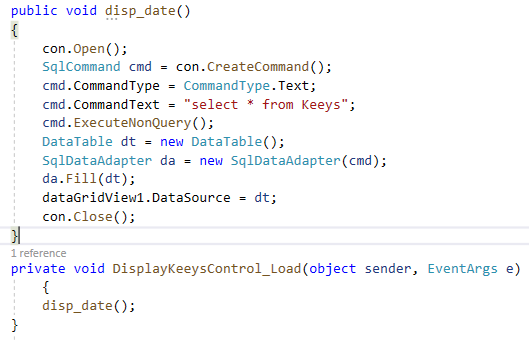 public void disp_date()
{
con.Open();
SqlCommand cmd = con.CreateCommand();
cmd.CommandType = CommandType.Text;
cmd.CommandText = "select * from Keeys";
cmd.ExecuteNonQuery();
DataTable dt = new DataTable();
SqlDataAdapter da = new SqlDataAdapter(cmd);
da.Fill(dt);
dataGridView1.DataSource = dt;
con.Close();
}
1 reference
private void DisplayKeeysControl_Load(object sender, EventArgs e)
{
disp_date();
}